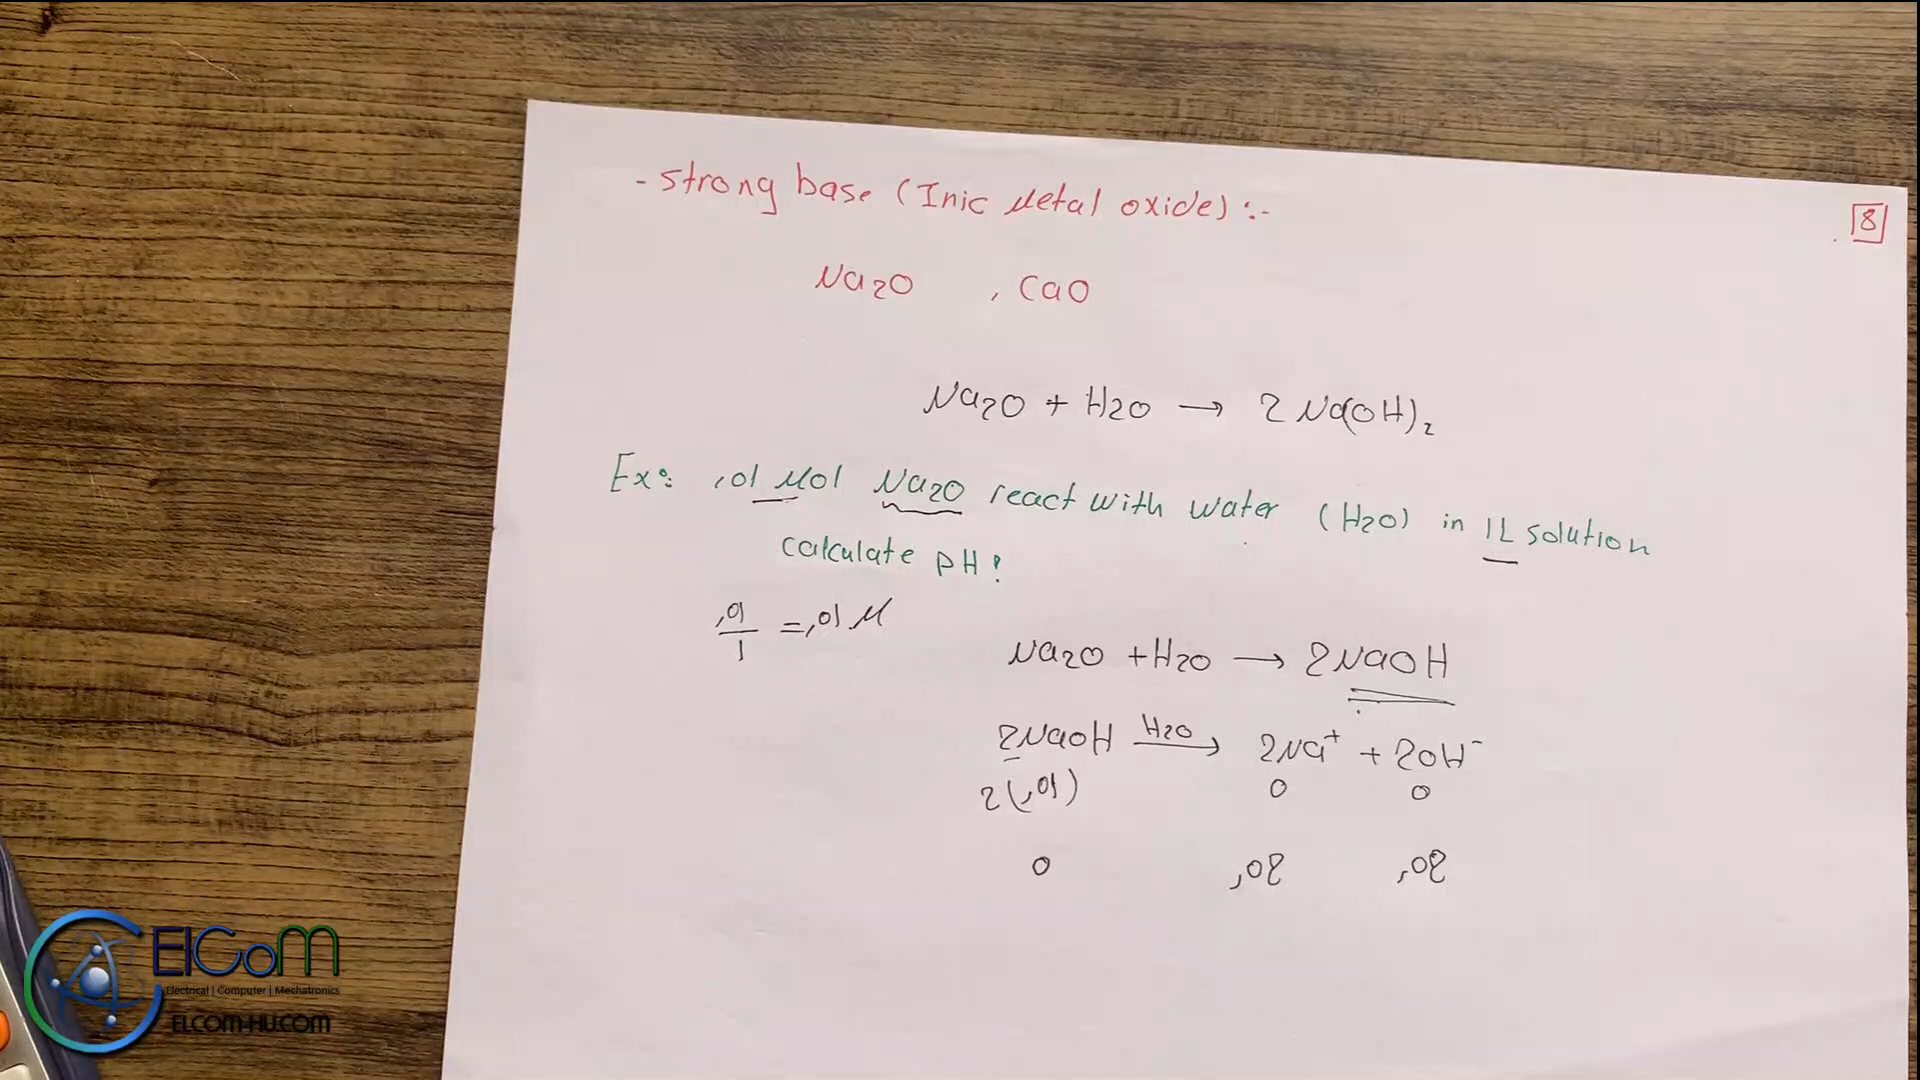 - strong base (Inic Metal oxide) :-
8
Na2O , CaO
Na2O + H2O → 2 Na(OH)2
Ex: ,01 Mol Na2O react with water (H2O) in 1L solution
calculate pH!
,01/1 = ,01 M
Na2O + H2O → 2NaOH
2NaOH H2O→ 2Na+ + 2OH-
2(,01) 0 0
0 ,02 ,02
ElCoM
Electrical | Computer | Mechatronics
ELCOM-HU.COM